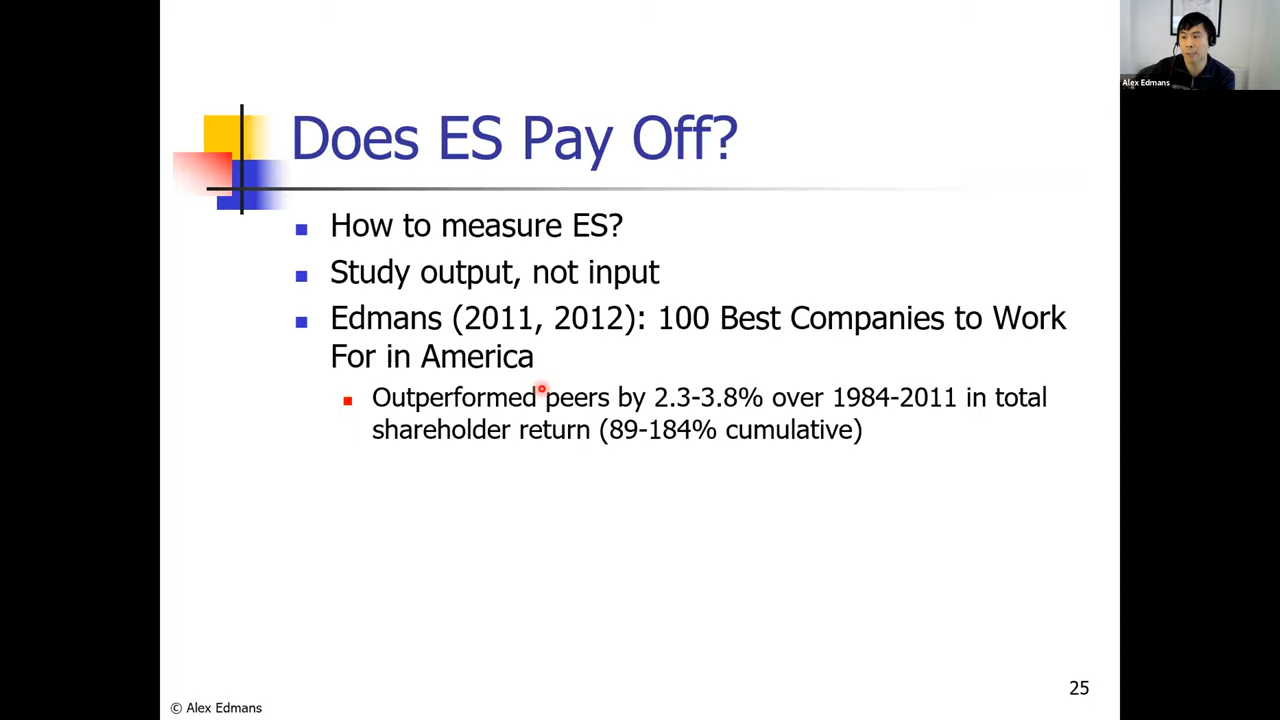 Alex Edmans
Does ES Pay Off?
How to measure ES?
Study output, not input
Edmans (2011, 2012): 100 Best Companies to Work
For in America
Outperformed peers by 2.3-3.8% over 1984-2011 in total
shareholder return (89-184% cumulative)
25
© Alex Edmans